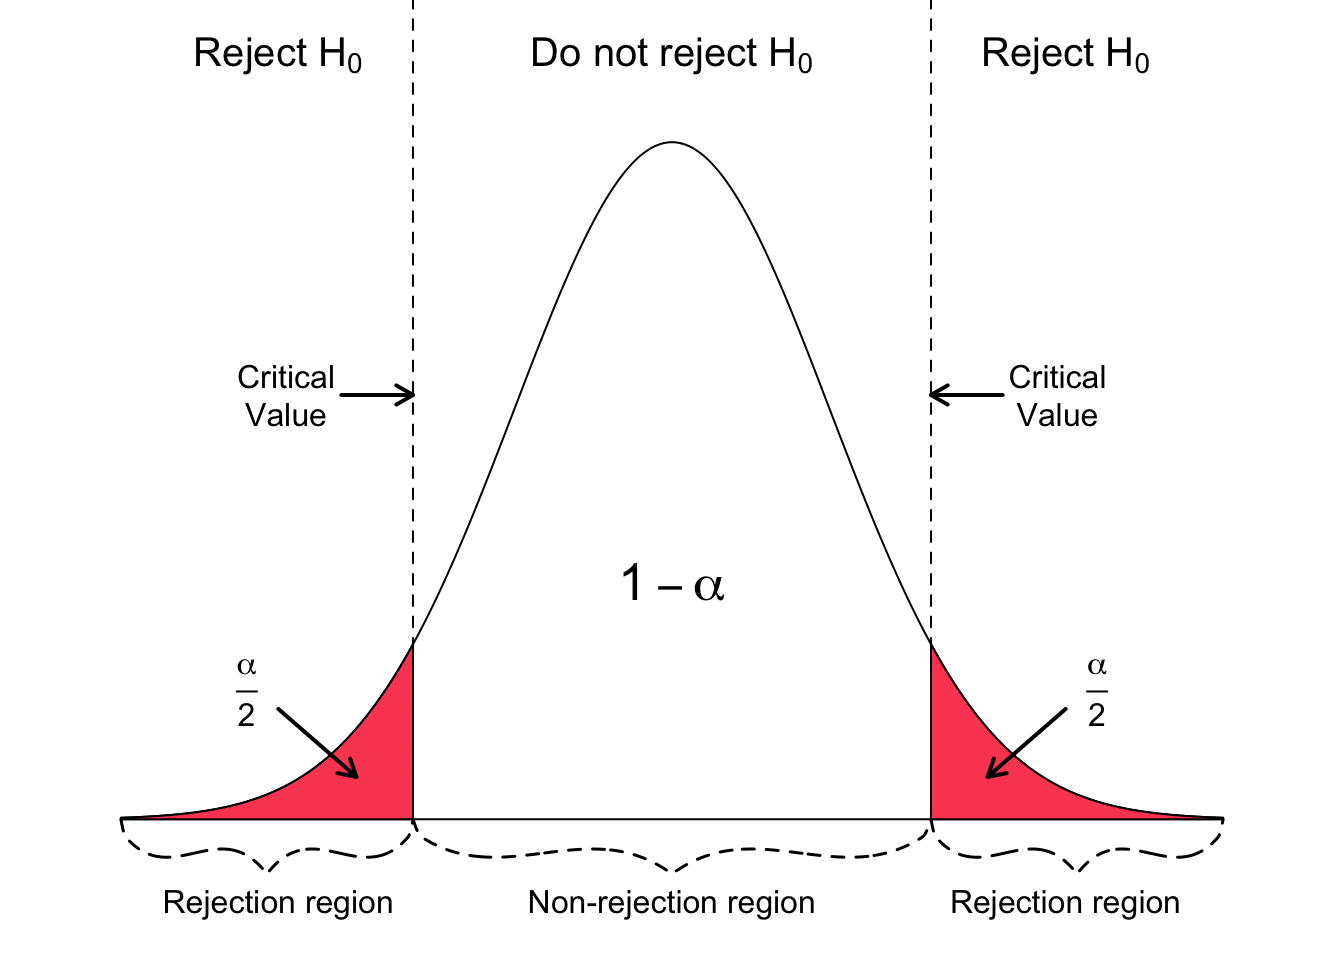 Reject H₀
Do not reject H₀
Reject H₀
Critical
Value
Critical
Value
1 – α
α
2
α
2
Rejection region
Non-rejection region
Rejection region